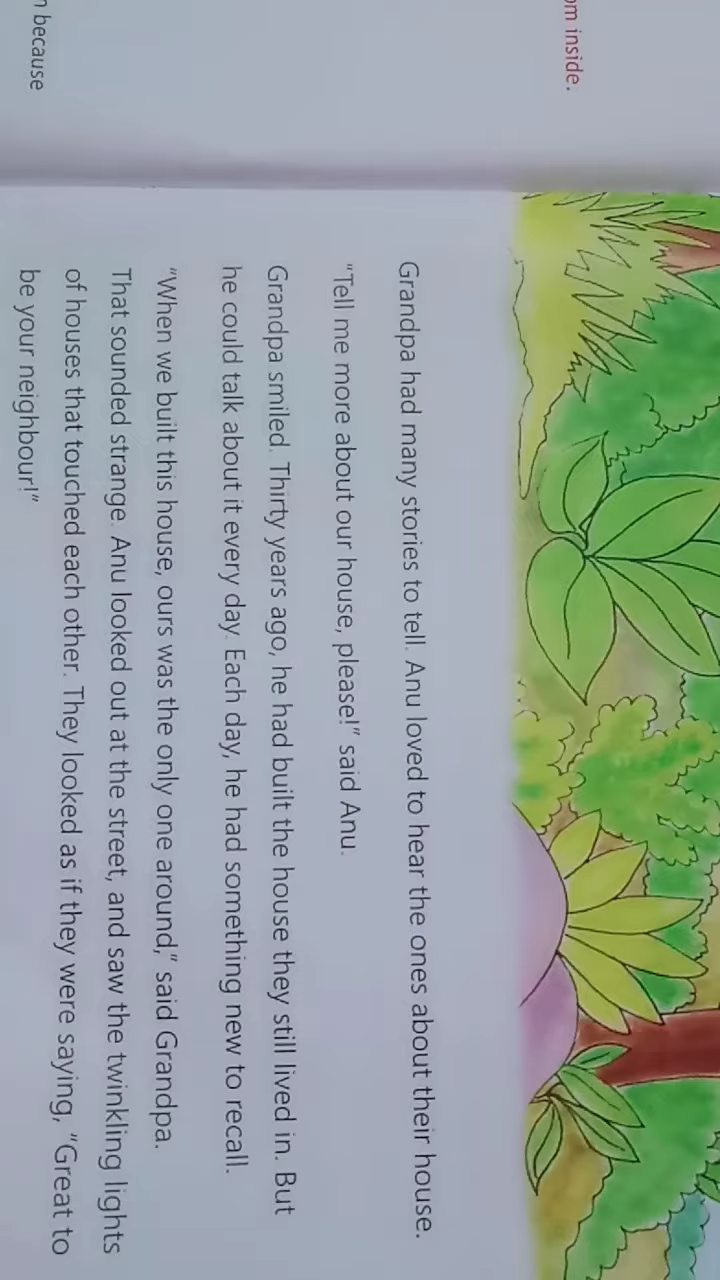 om inside.
n because
Grandpa had many stories to tell. Anu loved to hear the ones about their house.
"Tell me more about our house, please!" said Anu.
Grandpa smiled. Thirty years ago, he had built the house they still lived in. But
he could talk about it every day. Each day, he had something new to recall.
"When we built this house, ours was the only one around," said Grandpa.
That sounded strange. Anu looked out at the street, and saw the twinkling lights
of houses that touched each other. They looked as if they were saying, "Great to
be your neighbour!"